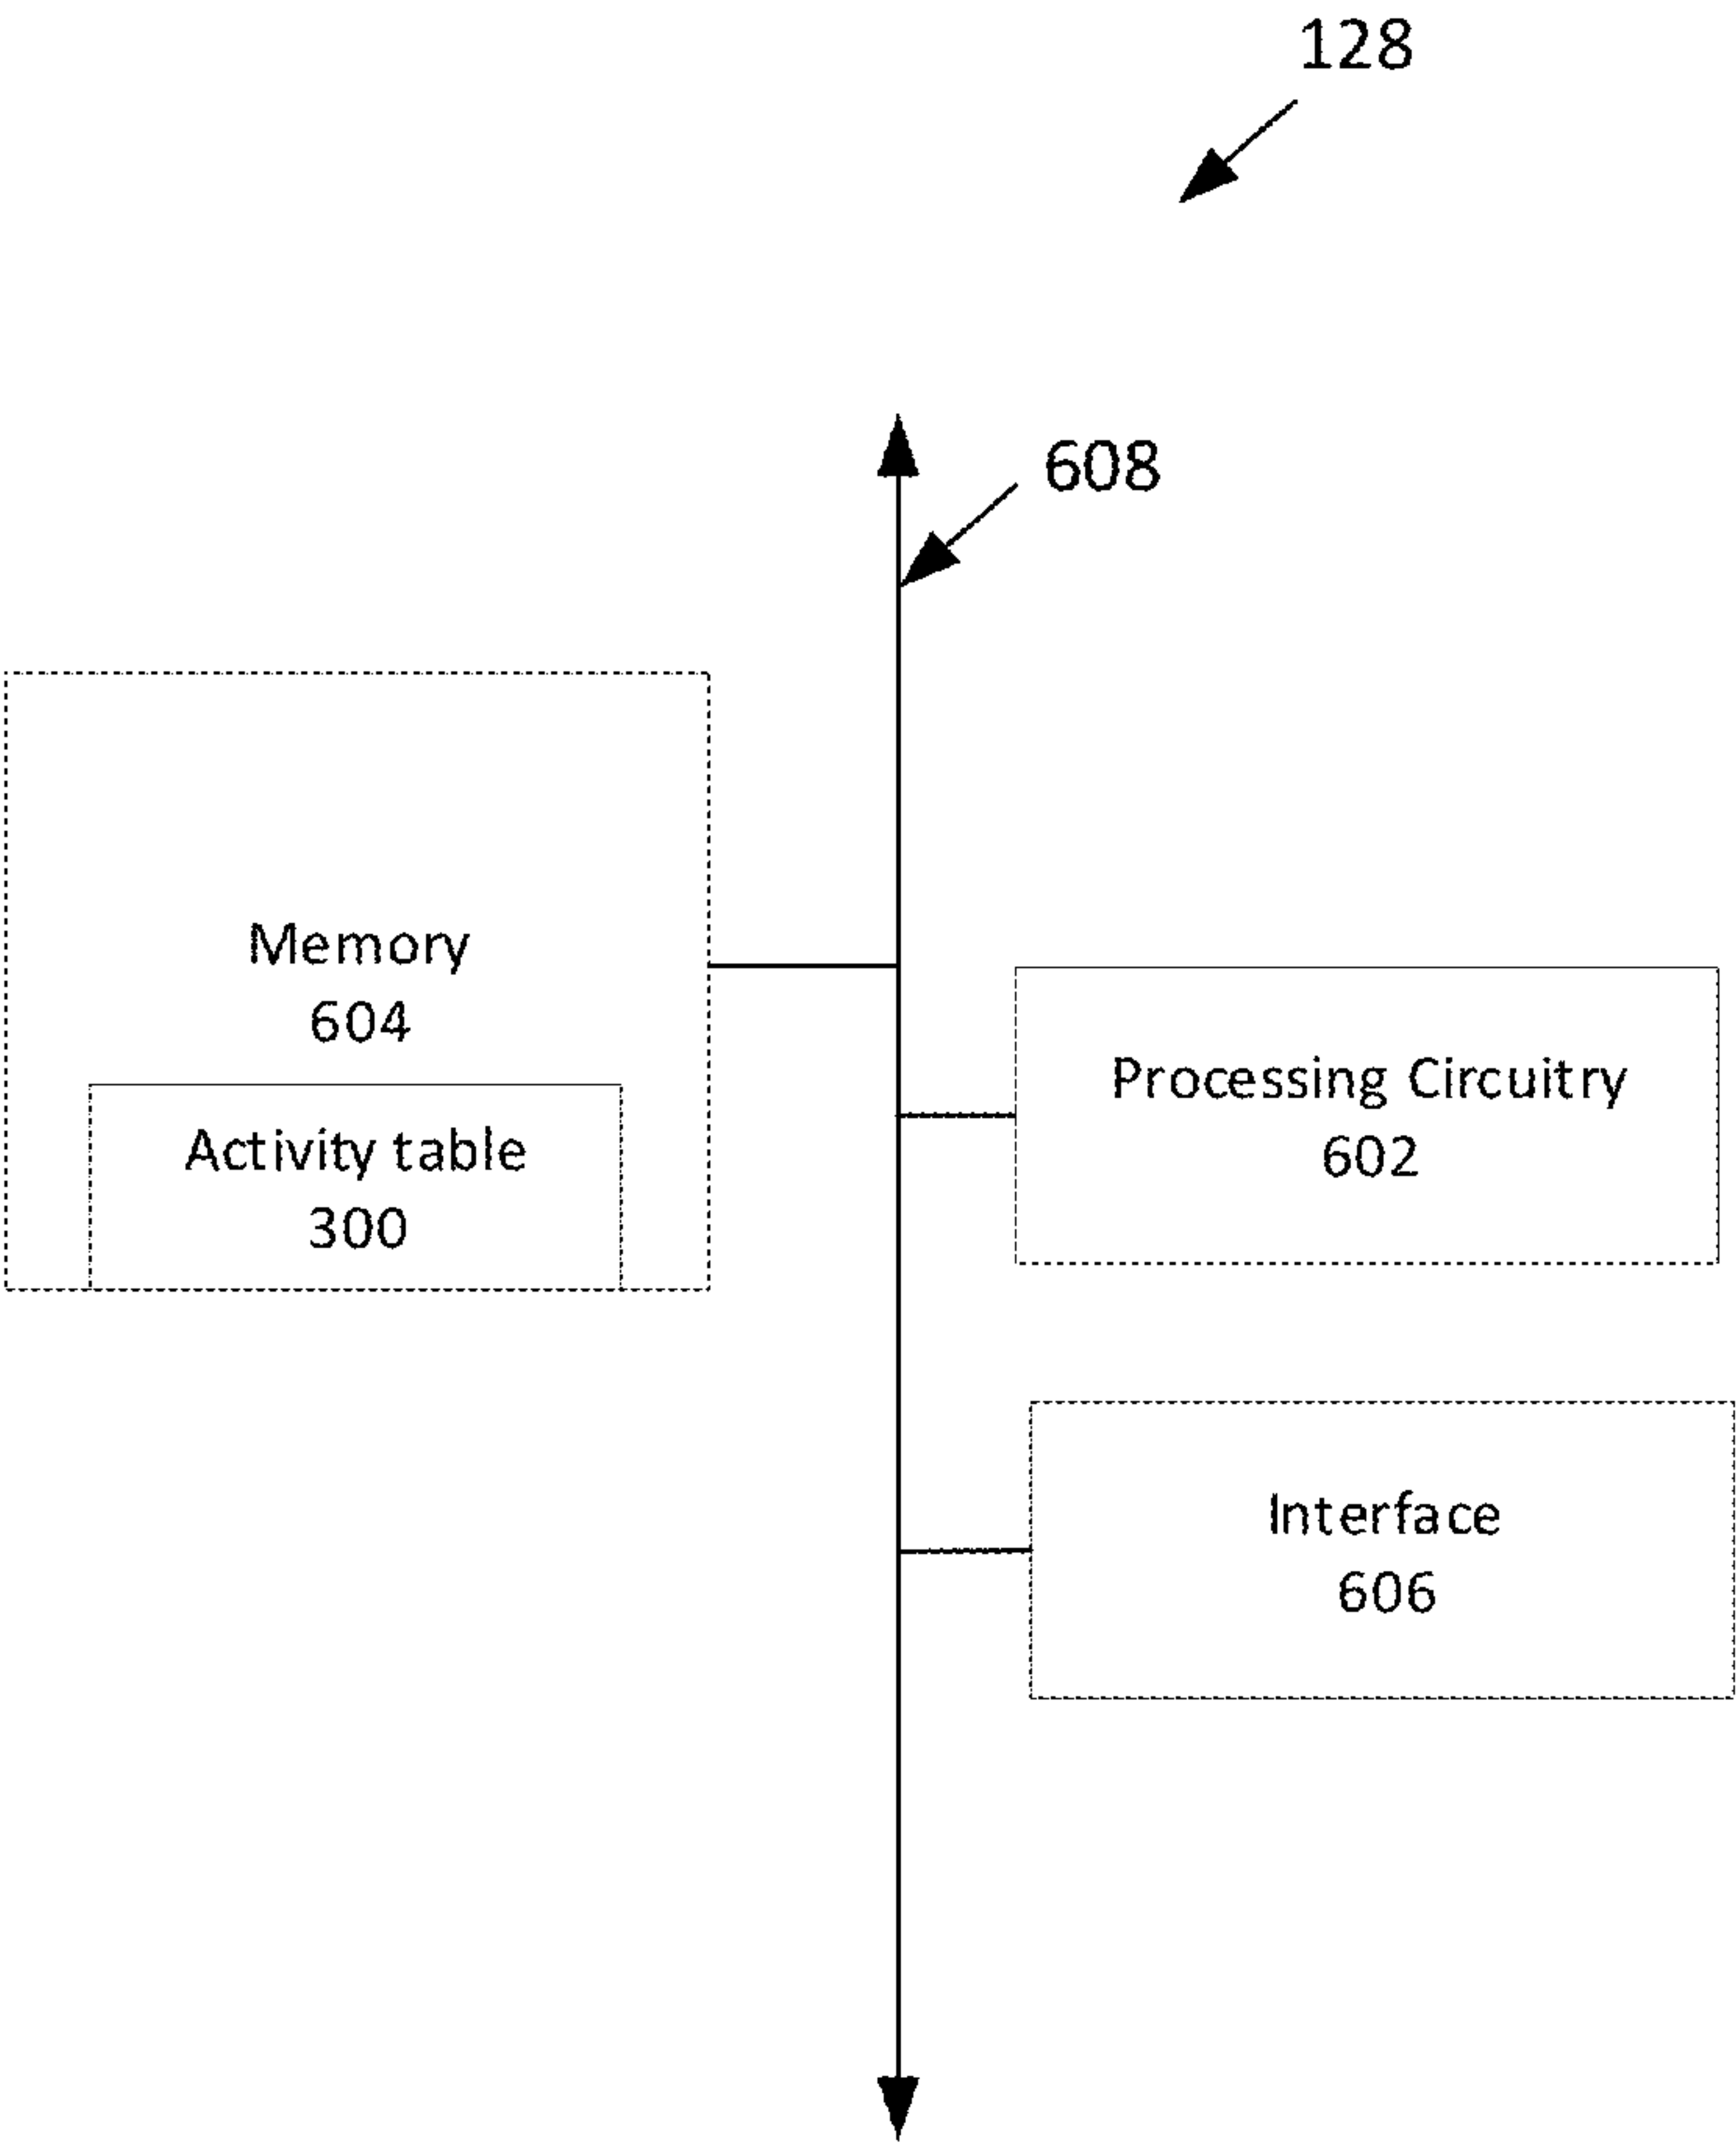 128
608
Memory
604
Activity table
300
Processing Circuitry
602
Interface
606